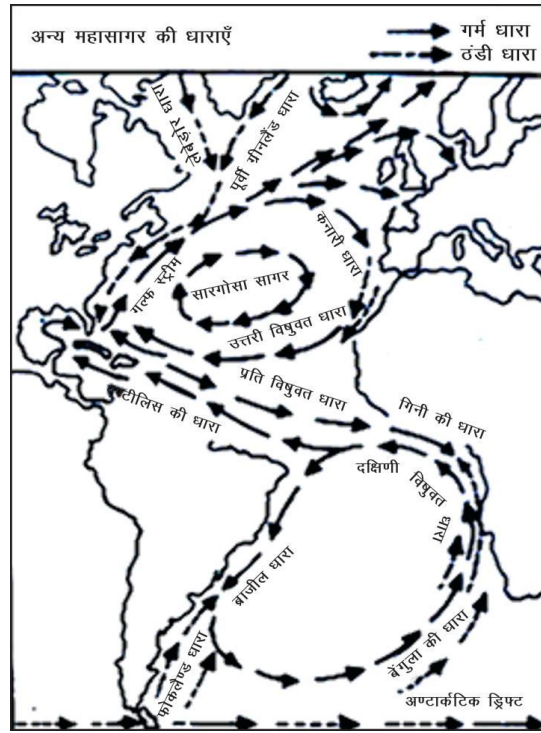 अन्य महासागर की धाराएँ
गर्म धारा
ठंडी धारा
लेब्रेडोर धारा
पूर्वी ग्रीनलैंड धारा
कनारी धारा
गल्फ स्ट्रीम
सारगोसा सागर
उत्तरी विषुवत धारा
प्रति विषुवत धारा
टीलिस की धारा
गिनी की धारा
दक्षिणी विषुवत धारा
ब्राजील धारा
फोकलैण्ड धारा
बेंगुला की धारा
अण्टार्कटिक ड्रिफ्ट